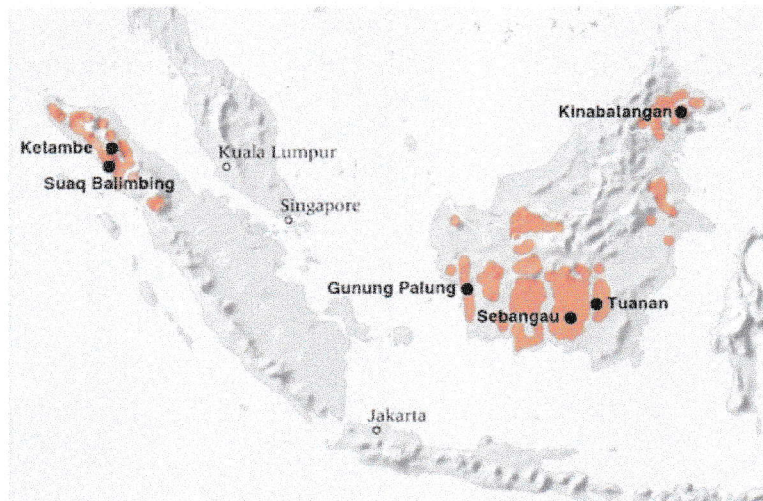 Kinabatangan
Ketambe
Kuala Lumpur
Suaq Balimbing
Singapore
Gunung Palung
Tuanan
Sebangau
Jakarta